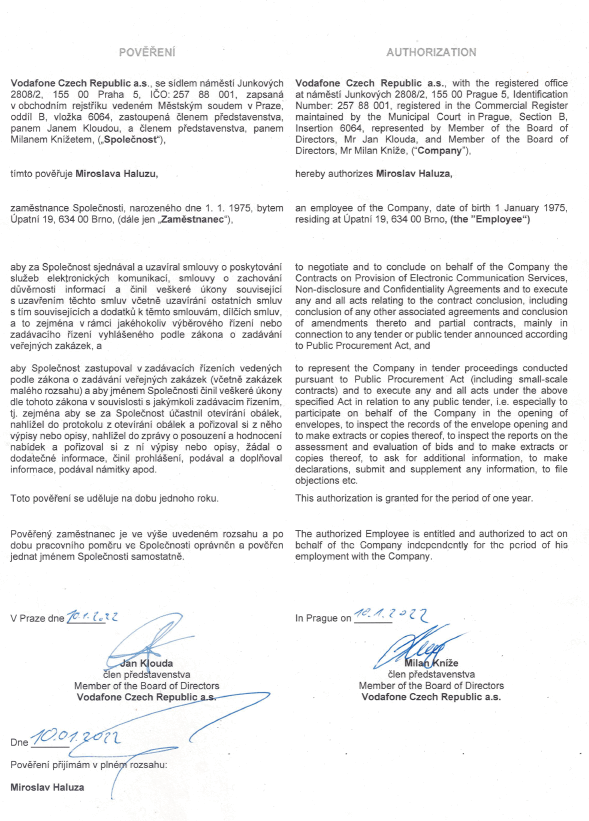 POVĚŘENÍ
Vodafone Czech Republic a.s., se sídlem náměstí Junkových
2808/2, 155 00 Praha 5, IČO: 257 88 001, zapsaná
v obchodním rejstříku vedeném Městským soudem v Praze,
oddíl B, vložka 6064, zastoupená členem představenstva,
panem Janem Kloudou, a členem představenstva, panem
Milanem Knížetem, („Společnost"),
tímto pověřuje Miroslava Haluzu,
zaměstnance Společnosti, narozeného dne 1. 1. 1975, bytem
Úpatní 19, 634 00 Brno, (dále jen „Zaměstnanec"),
aby za Společnost sjednával a uzavíral smlouvy o poskytování
služeb elektronických komunikací, smlouvy o zachování
důvěrnosti informací a činil veškeré úkony související
s uzavřením těchto smluv včetně uzavírání ostatních smluv
s tím souvisejících a dodatků k těmto smlouvám, dílčích smluv,
a to zejména v rámci jakéhokoliv výběrového řízení nebo
zadávacího řízení vyhlášeného podle zákona o zadávání
veřejných zakázek, a
aby Společnost zastupoval v zadávacích řízeních vedených
podle zákona o zadávání veřejných zakázek (včetně zakázek
malého rozsahu) a aby jménem Společnosti činil veškeré úkony
dle tohoto zákona v souvislosti s jakýmkoli zadávacím řízením,
tj. zejména aby se za Společnost účastnil otevírání obálek,
nahlížel do protokolu z otevírání obálek a pořizoval si z něho
výpisy nebo opisy, nahlížel do zprávy o posouzení a hodnocení
nabídek a pořizoval si z ní výpisy nebo opisy, žádal o
dodatečné informace, činil prohlášení, podával a doplňoval
informace, podával námitky apod.
Toto pověření se uděluje na dobu jednoho roku.
Pověřený zaměstnanec je ve výše uvedeném rozsahu a po
dobu pracovního poměru ve Společnosti oprávněn a pověřen
jednat jménem Společnosti samostatně.
V Praze dne 10.1.2022
Jan Klouda
člen představenstva
Member of the Board of Directors
Vodafone Czech Republic a.s.
Dne 10.01.2022
Pověření přijímám v plném rozsahu:
Miroslav Haluza
AUTHORIZATION
Vodafone Czech Republic a.s., with the registered office
at náměstí Junkových 2808/2, 155 00 Prague 5, Identification
Number: 257 88 001, registered in the Commercial Register
maintained by the Municipal Court in Prague, Section B,
Insertion 6064, represented by Member of the Board of
Directors, Mr Jan Klouda, and Member of the Board of
Directors, Mr Milan Kníže, ("Company"),
hereby authorizes Miroslav Haluza,
an employee of the Company, date of birth 1 January 1975,
residing at Úpatní 19, 634 00 Brno, (the "Employee")
to negotiate and to conclude on behalf of the Company the
Contracts on Provision of Electronic Communication Services,
Non-disclosure and Confidentiality Agreements and to execute
any and all acts relating to the contract conclusion, including
conclusion of any other associated agreements and conclusion
of amendments thereto and partial contracts, mainly in
connection to any tender or public tender announced according
to Public Procurement Act, and
to represent the Company in tender proceedings conducted
pursuant to Public Procurement Act (including small-scale
contracts) and to execute any and all acts under the above
specified Act in relation to any public tender, i.e. especially to
participate on behalf of the Company in the opening of
envelopes, to inspect the records of the envelope opening and
to make extracts or copies thereof, to inspect the reports on the
assessment and evaluation of bids and to make extracts or
copies thereof, to ask for additional information, to make
declarations, submit and supplement any information, to file
objections etc.
This authorization is granted for the period of one year.
The authorized Employee is entitled and authorized to act on
behalf of the Company independently for the period of his
employment with the Company.
In Prague on 10.1.2022
Milan Kníže
člen představenstva
Member of the Board of Directors
Vodafone Czech Republic a.s.